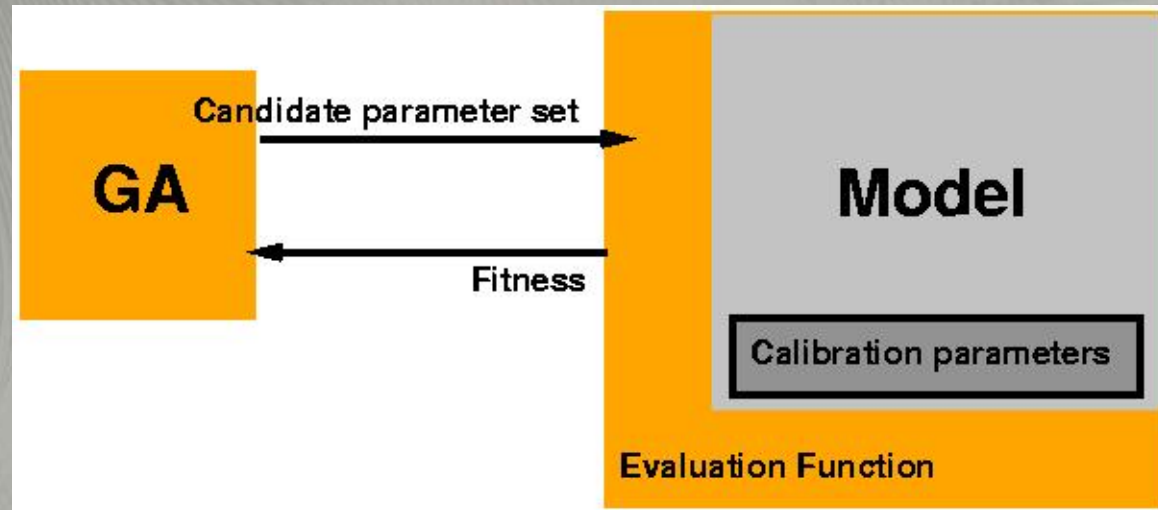 Candidate parameter set
GA
Model
Fitness
Calibration parameters
Evaluation Function